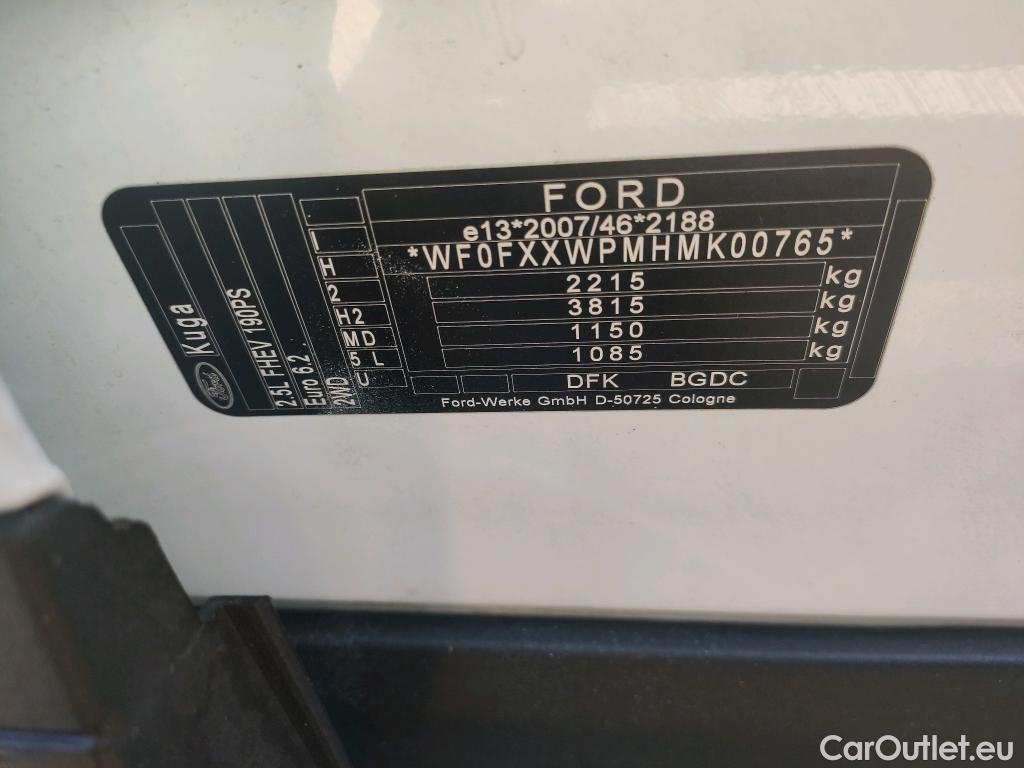 FORD
e13*2007/46*2188
*WF0FXXWPMHMK00765*
2215 kg
3815 kg
1150 kg
1085 kg
DFK BGDC
Ford-Werke GmbH D-50725 Cologne
I
H
2
H2
MD
5 L
U
2WD
Euro 6.2 .
2.5L FHEV 190PS
Kuga
Ford
CarOutlet.eu